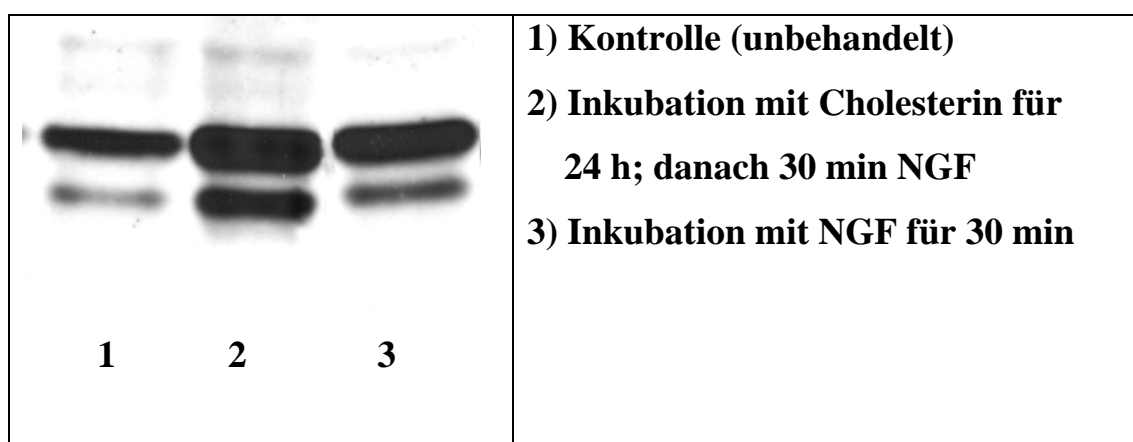 1) Kontrolle (unbehandelt)
2) Inkubation mit Cholesterin für
24 h; danach 30 min NGF
3) Inkubation mit NGF für 30 min
1 2 3